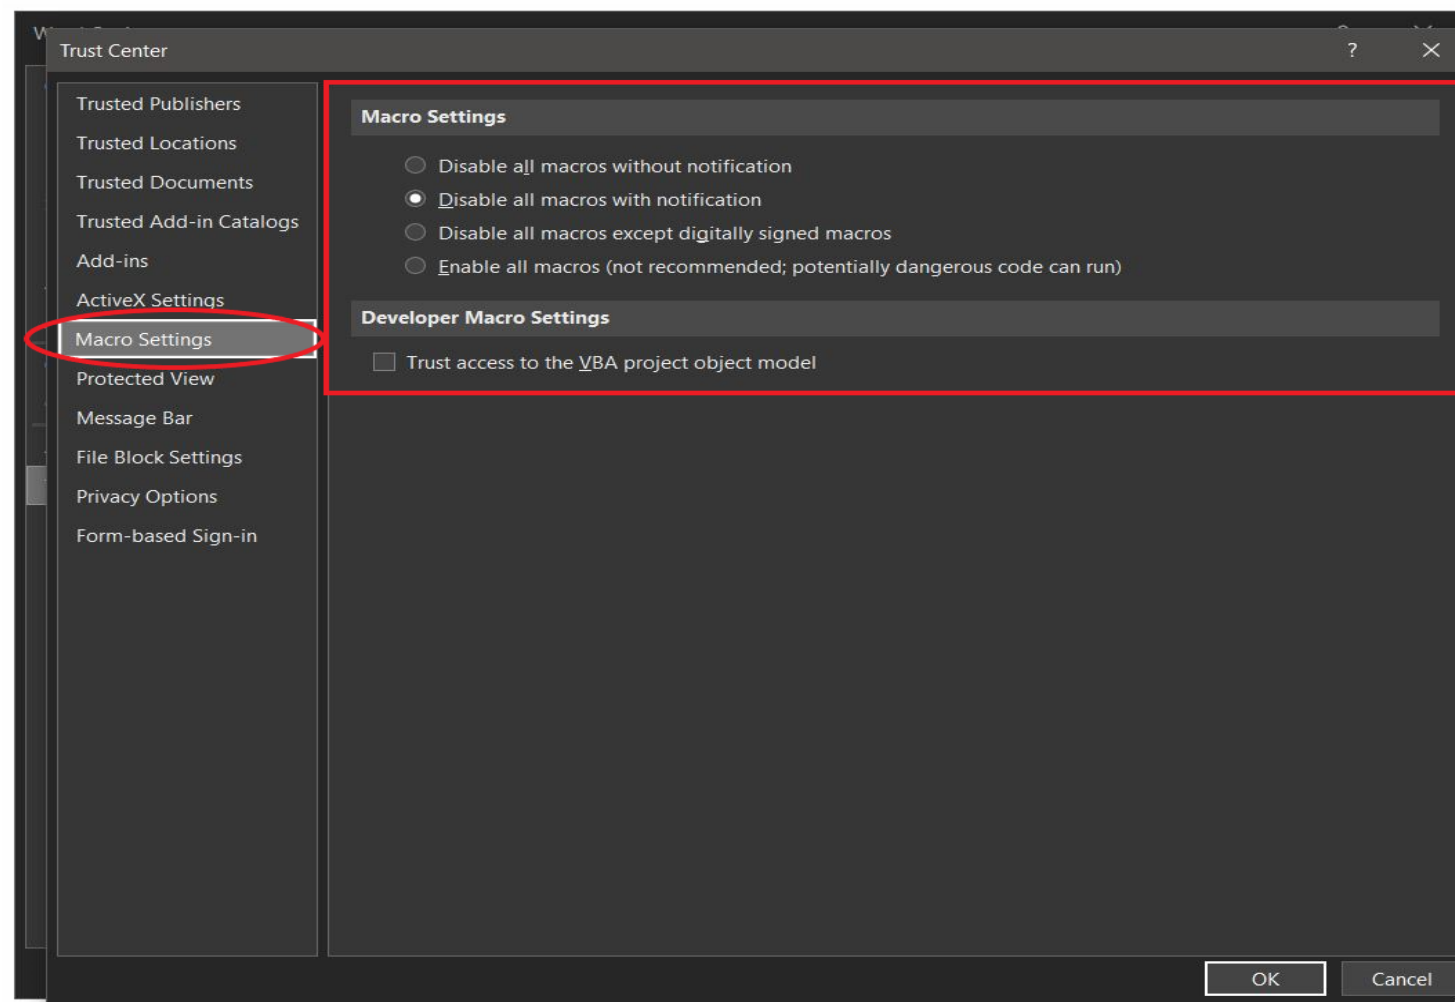 Trust Center
?
Trusted Publishers
Trusted Locations
Trusted Documents
Trusted Add-in Catalogs
Add-ins
ActiveX Settings
Macro Settings
Protected View
Message Bar
File Block Settings
Privacy Options
Form-based Sign-in
Macro Settings
Disable all macros without notification
Disable all macros with notification
Disable all macros except digitally signed macros
Enable all macros (not recommended; potentially dangerous code can run)
Developer Macro Settings
Trust access to the VBA project object model
OK
Cancel